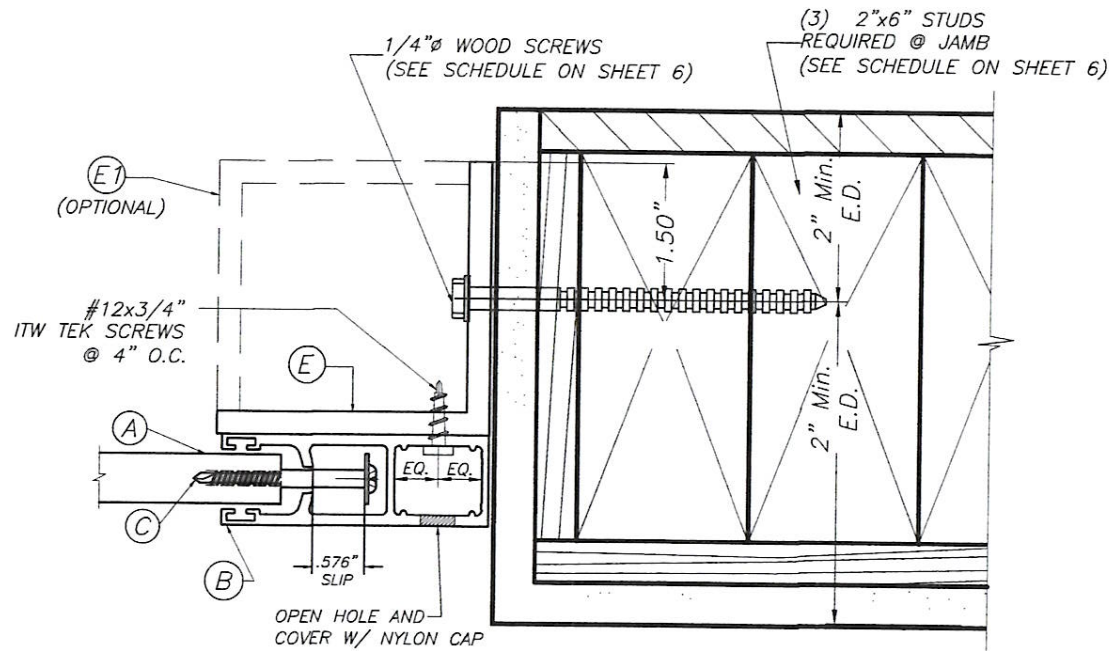 (3) 2"x6" STUDS
REQUIRED @ JAMB
(SEE SCHEDULE ON SHEET 6)
1/4"ø WOOD SCREWS
(SEE SCHEDULE ON SHEET 6)
E1
(OPTIONAL)
2" Min.
E.D.
1.50"
#12x3/4"
ITW TEK SCREWS
@ 4" O.C.
E
2" Min.
E.D.
A
EQ. EQ.
C
B
.576"
SLIP
OPEN HOLE AND
COVER W/ NYLON CAP